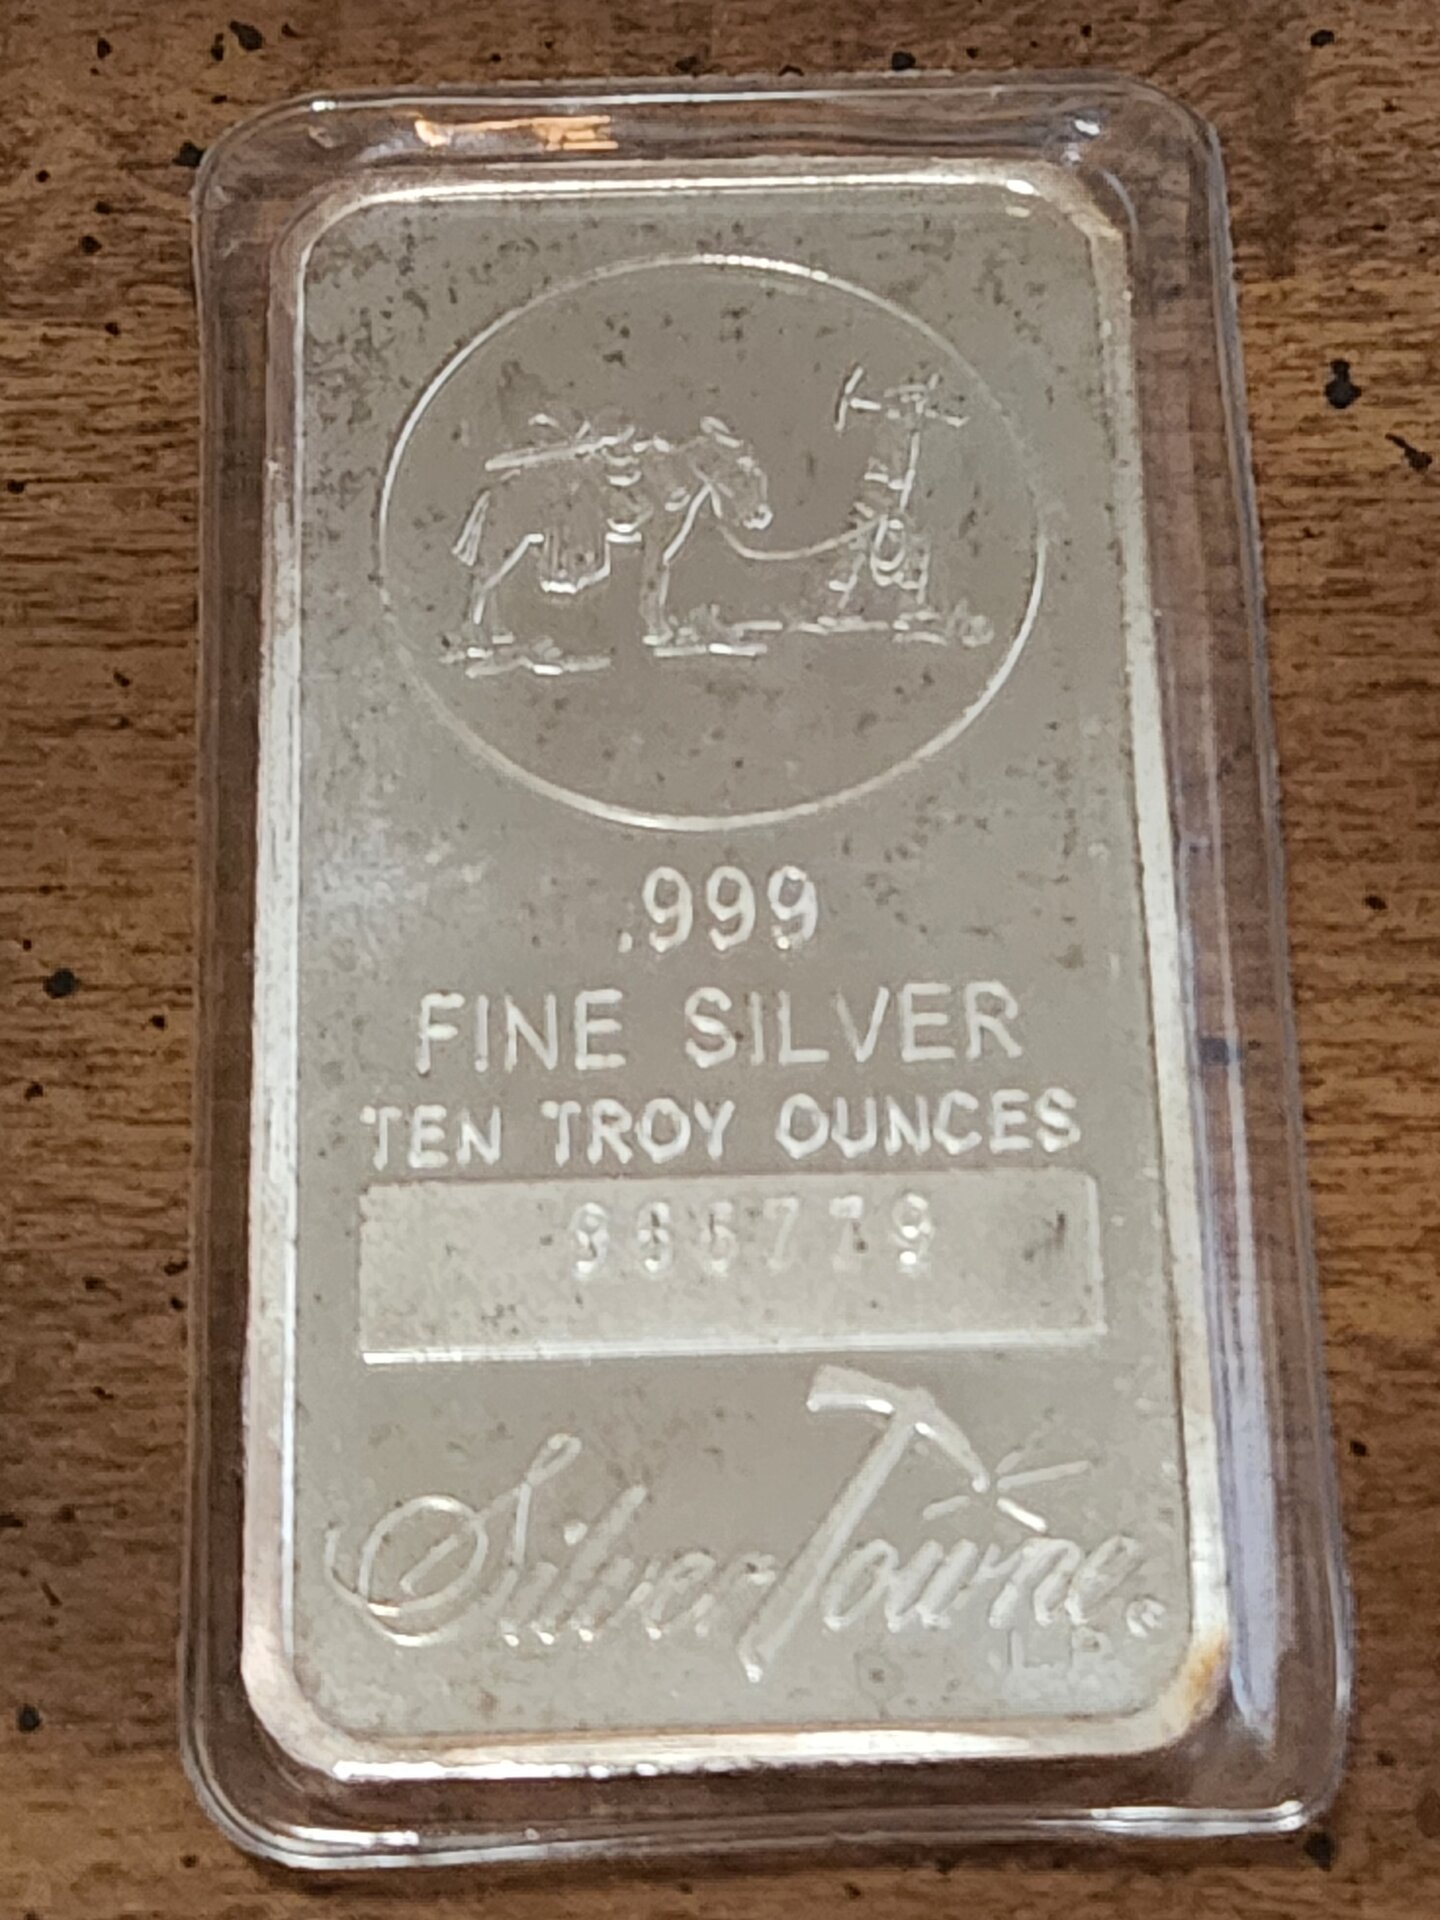 .999
FINE SILVER
TEN TROY OUNCES
SilverTowne ®
L.P.